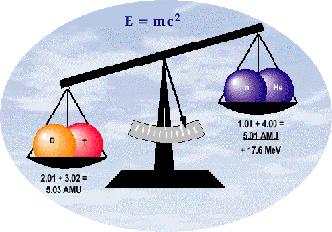 E = mc²
D T
n He
2.01 + 3.02 =
5.03 AMU
1.01 + 4.00 =
5.01 AMU
+ 17.6 MeV